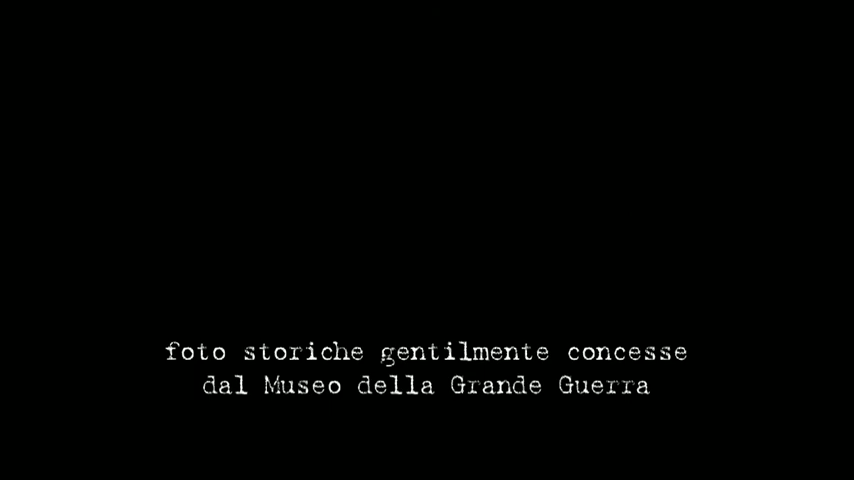 foto storiche gentilmente concesse
dal Museo della Grande Guerra